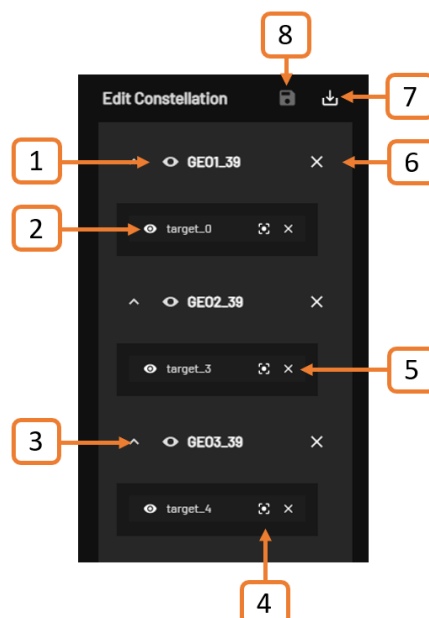 8
Edit Constellation
7
1
GEO1_39
6
2
target_0
GEO2_39
target_3
5
3
GEO3_39
target_4
4